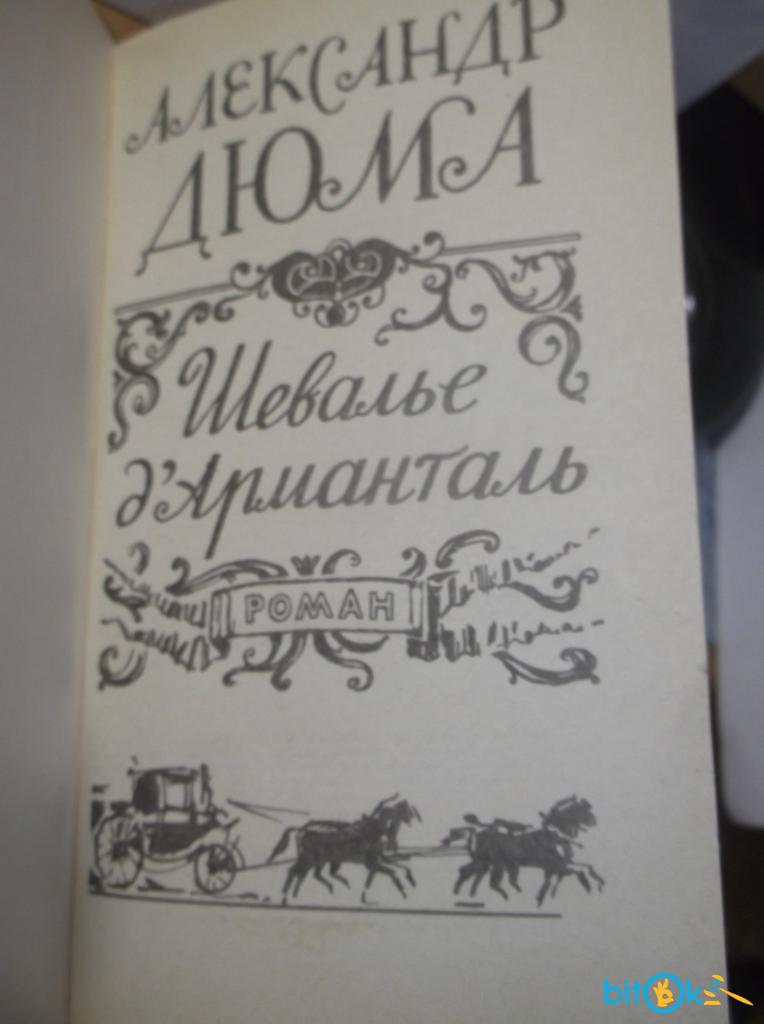 АЛЕКСАНДР
ДЮМА
Шевалье
д'Арманталь
РОМАН
bitOk